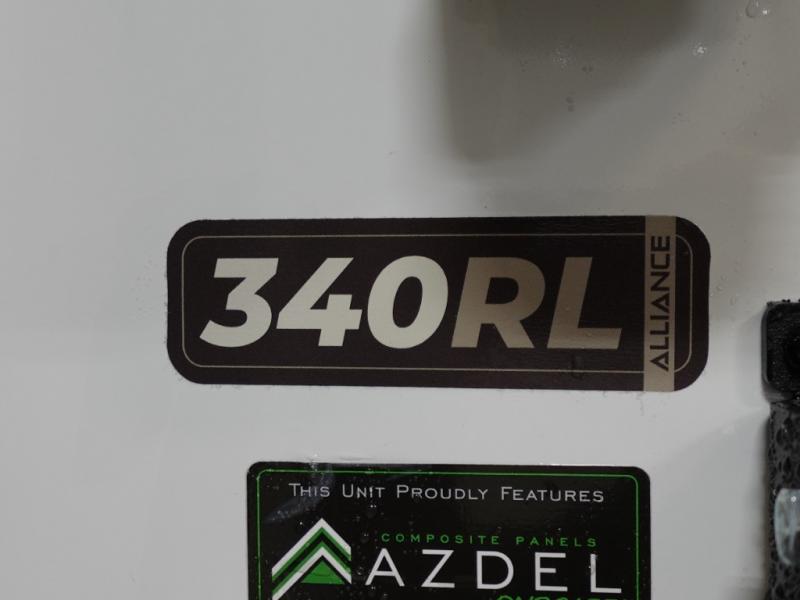 340RL
ALLIANCE
This Unit Proudly Features
COMPOSITE PANELS
AZDEL